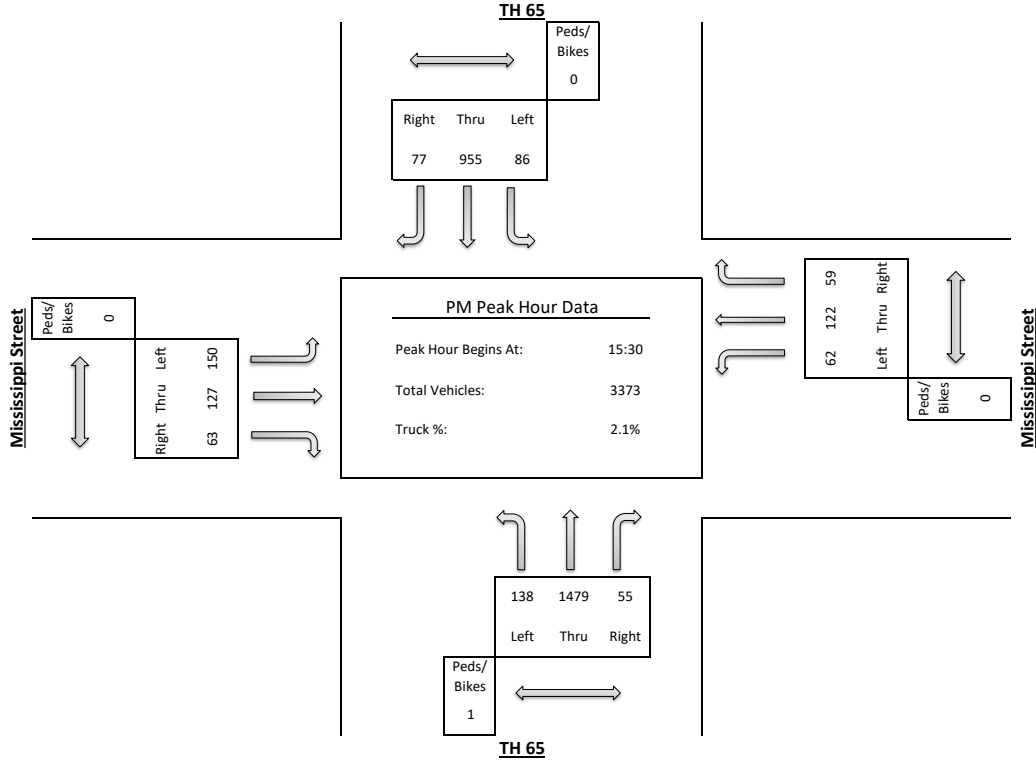 TH 65
Peds/
Bikes
0
Right Thru Left
77 955 86
Mississippi Street
Peds/
Bikes
0
Left 150
Thru 127
Right 63
PM Peak Hour Data
Peak Hour Begins At: 15:30
Total Vehicles: 3373
Truck %: 2.1%
59 Right
122 Thru
62 Left
Peds/
Bikes
0
Mississippi Street
138 1479 55
Left Thru Right
Peds/
Bikes
1
TH 65